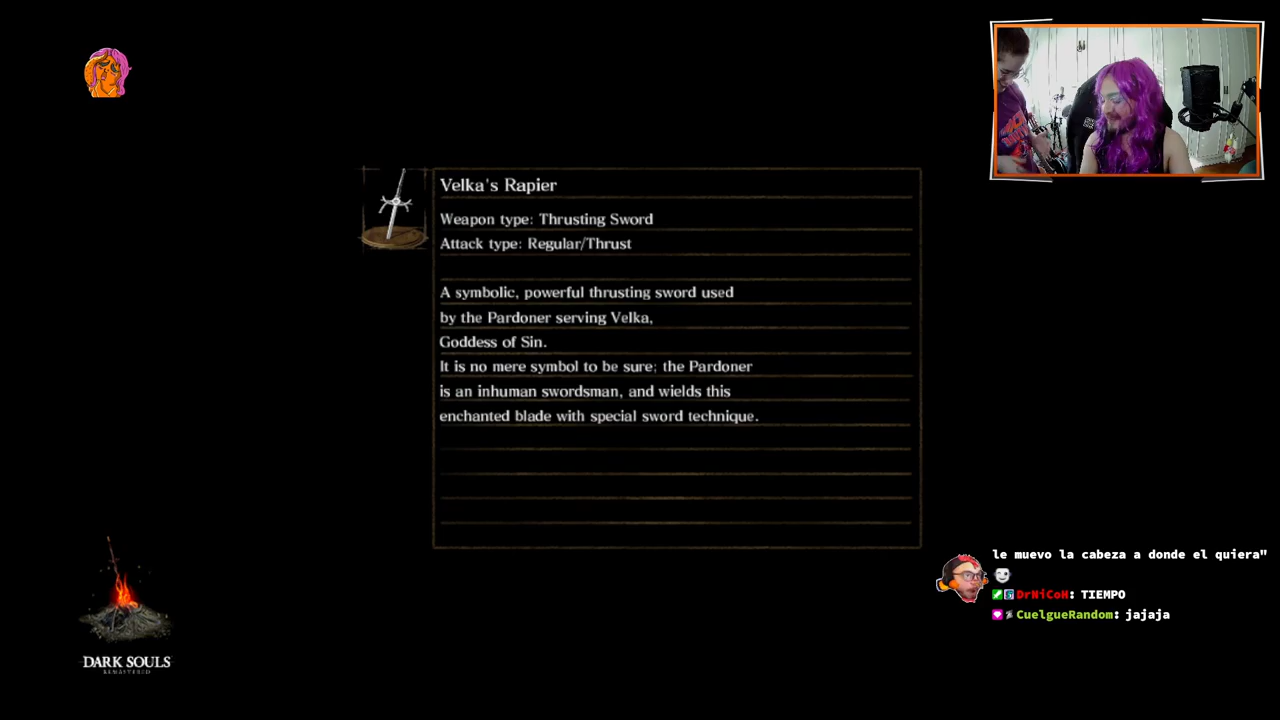 Velka's Rapier
Weapon type: Thrusting Sword
Attack type: Regular/Thrust
A symbolic, powerful thrusting sword used
by the Pardoner serving Velka,
Goddess of Sin.
It is no mere symbol to be sure; the Pardoner
is an inhuman swordsman, and wields this
enchanted blade with special sword technique.
le muevo la cabeza a donde el quiera"
DrNiCoH: TIEMPO
CuelgueRandom: jajaja
DARK SOULS
REMASTERED